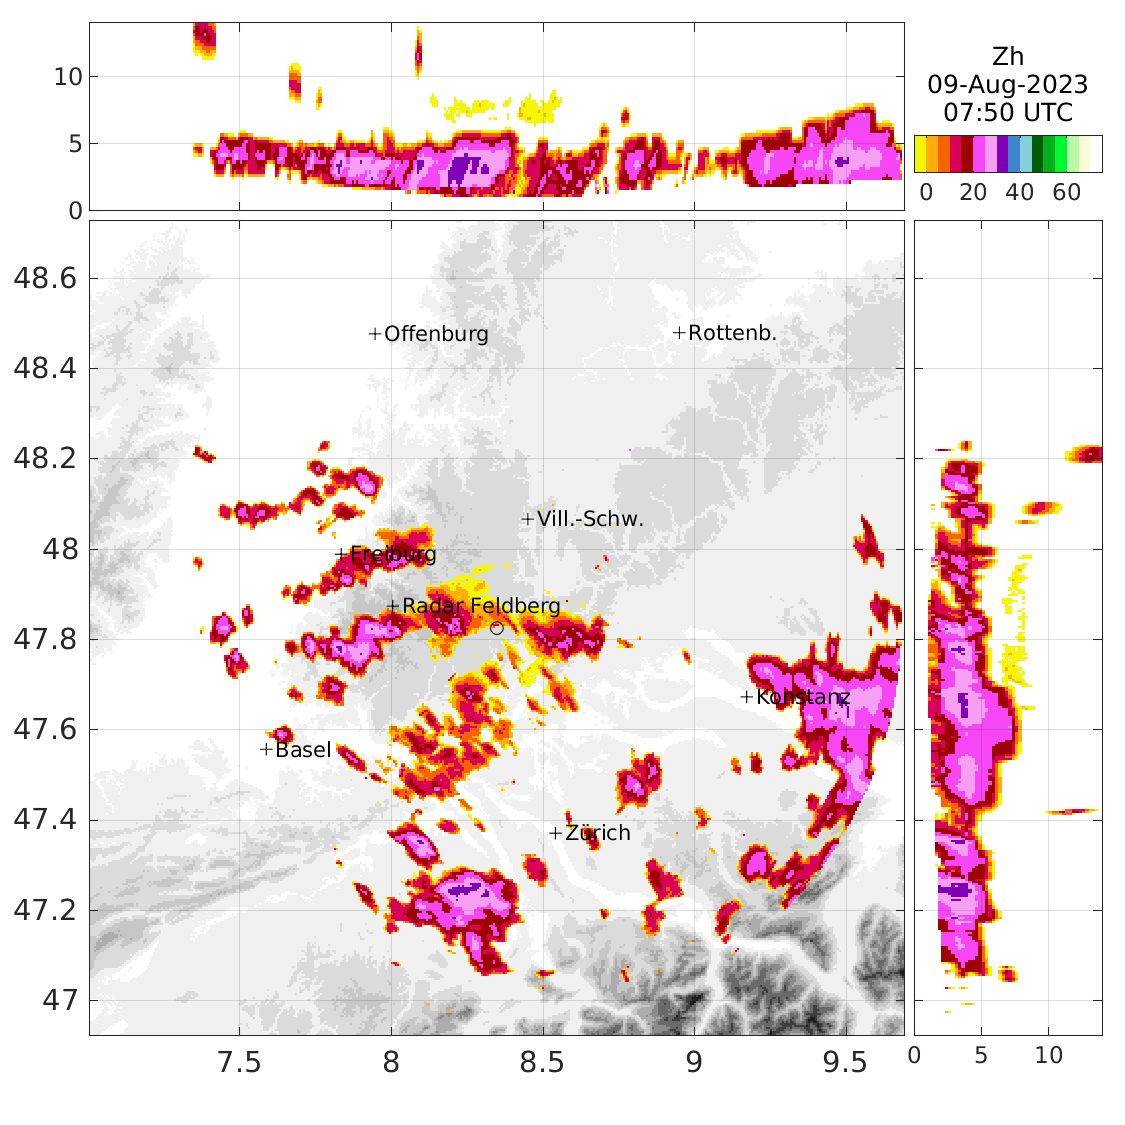 10
5
0
Zh
09-Aug-2023
07:50 UTC
0 20 40 60
48.6
48.4
48.2
48
47.8
47.6
47.4
47.2
47
Offenburg
Rottenb.
Vill.-Schw.
Freiburg
Radar Feldberg
Konstanz
Basel
Zürich
7.5 8 8.5 9 9.5
0 5 10